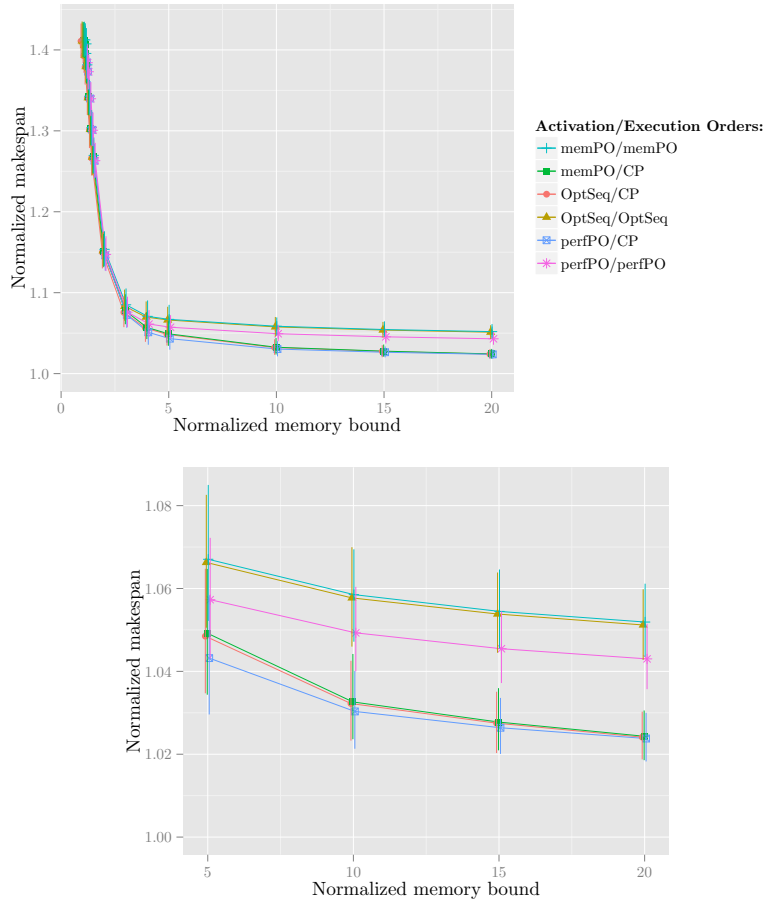 1.4
1.3
1.2
1.1
1.0
Normalized makespan
0
5
10
15
20
Normalized memory bound
Activation/Execution Orders:
memPO/memPO
memPO/CP
OptSeq/CP
OptSeq/OptSeq
perfPO/CP
perfPO/perfPO
1.08
1.06
1.04
1.02
1.00
Normalized makespan
5
10
15
20
Normalized memory bound